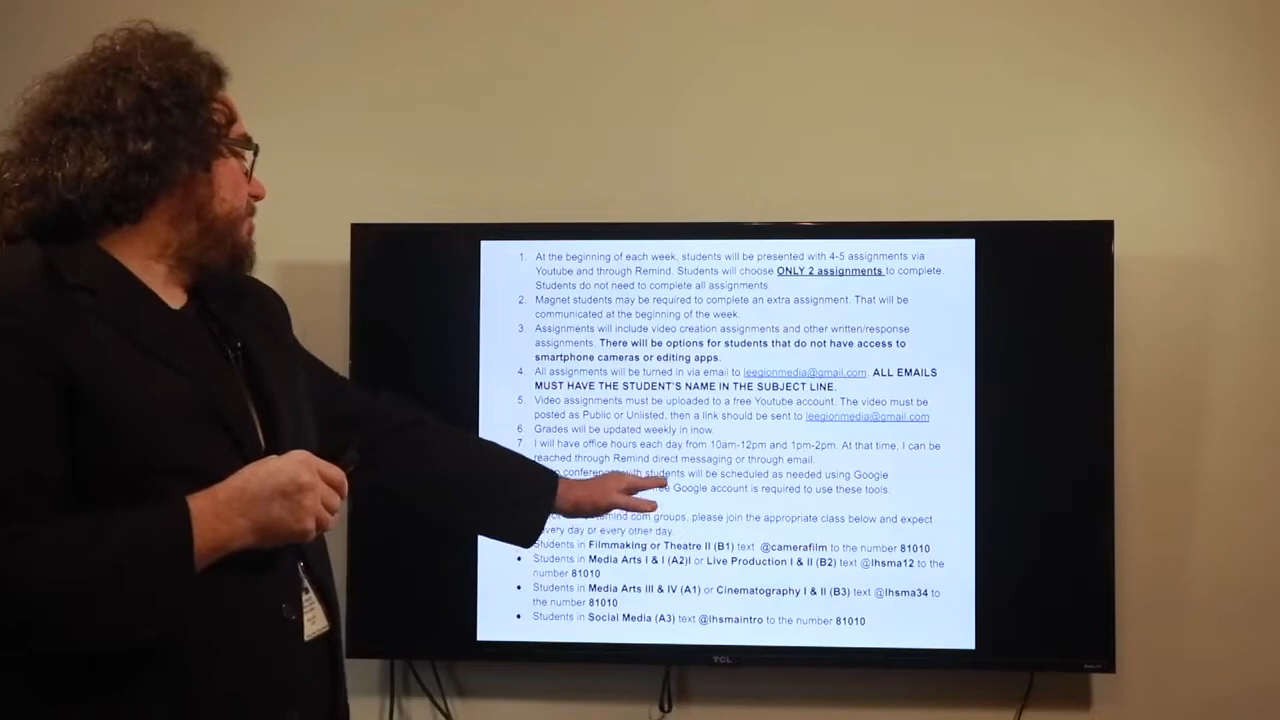 1. At the beginning of each week, students will be presented with 4-5 assignments via
Youtube and through Remind. Students will choose ONLY 2 assignments to complete.
Students do not need to complete all assignments.
2. Magnet students may be required to complete an extra assignment. That will be
communicated at the beginning of the week.
3. Assignments will include video creation assignments and other written/response
assignments. There will be options for students that do not have access to
smartphone cameras or editing apps.
4. All assignments will be turned in via email to leegionmedia@gmail.com. ALL EMAILS
MUST HAVE THE STUDENT'S NAME IN THE SUBJECT LINE.
5. Video assignments must be uploaded to a free Youtube account. The video must be
posted as Public or Unlisted, then a link should be sent to leegionmedia@gmail.com
6. Grades will be updated weekly in inow.
7. I will have office hours each day from 10am-12pm and 1pm-2pm. At that time, I can be
reached through Remind direct messaging or through email.
conferences with students will be scheduled as needed using Google
Google account is required to use these tools.
Remind.com groups, please join the appropriate class below and expect
every day or every other day.
Students in Filmmaking or Theatre II (B1) text @camerafilm to the number 81010
• Students in Media Arts I & I (A2)I or Live Production I & II (B2) text @lhsma12 to the
number 81010
• Students in Media Arts III & IV (A1) or Cinematography I & II (B3) text @lhsma34 to
the number 81010
• Students in Social Media (A3) text @lhsmaintro to the number 81010
TCL